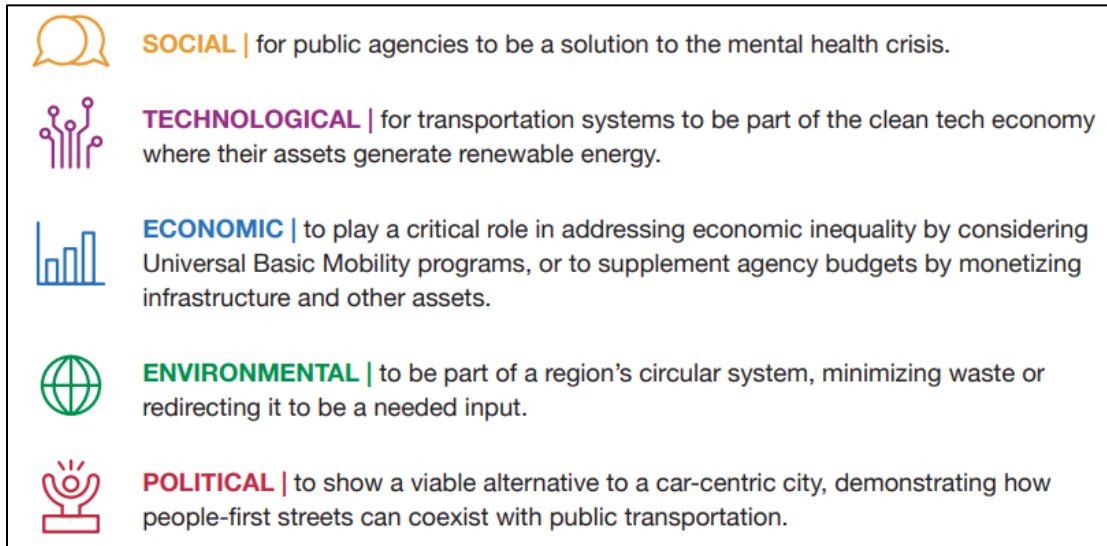 SOCIAL | for public agencies to be a solution to the mental health crisis.
TECHNOLOGICAL | for transportation systems to be part of the clean tech economy
where their assets generate renewable energy.
ECONOMIC | to play a critical role in addressing economic inequality by considering
Universal Basic Mobility programs, or to supplement agency budgets by monetizing
infrastructure and other assets.
ENVIRONMENTAL | to be part of a region’s circular system, minimizing waste or
redirecting it to be a needed input.
POLITICAL | to show a viable alternative to a car-centric city, demonstrating how
people-first streets can coexist with public transportation.